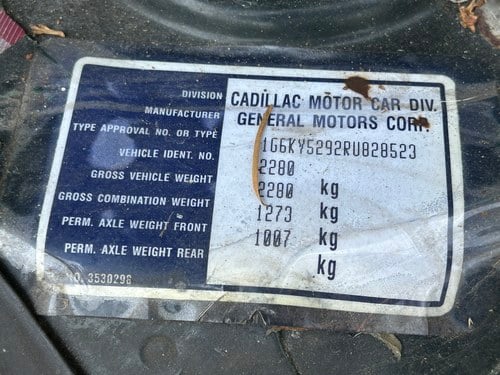 DIVISION CADILLAC MOTOR CAR DIV.
MANUFACTURER GENERAL MOTORS CORP.
TYPE APPROVAL NO. OR TYPE
VEHICLE IDENT. NO. 1G6KY5292RU828523
GROSS VEHICLE WEIGHT 2280 kg
GROSS COMBINATION WEIGHT 2280 kg
PERM. AXLE WEIGHT FRONT 1273 kg
PERM. AXLE WEIGHT REAR 1007 kg
NO. 3530296